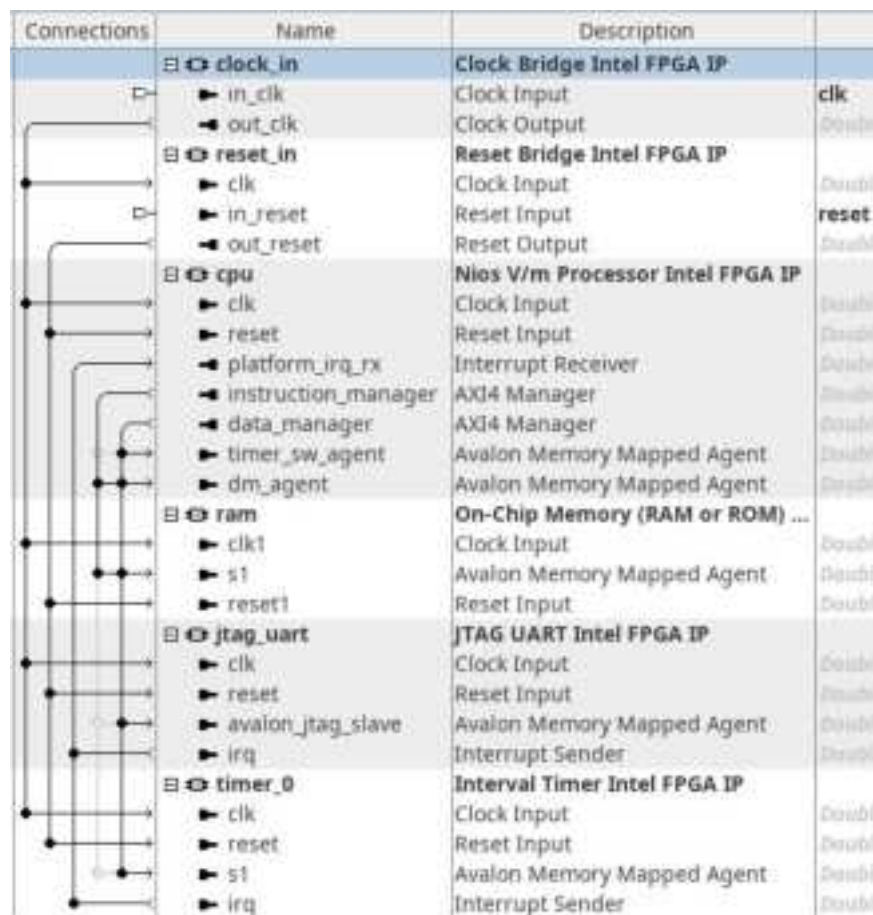 Connections Name Description
clock_in Clock Bridge Intel FPGA IP
in_clk Clock Input clk
out_clk Clock Output
reset_in Reset Bridge Intel FPGA IP
clk Clock Input
in_reset Reset Input reset
out_reset Reset Output
cpu Nios V/m Processor Intel FPGA IP
clk Clock Input
reset Reset Input
platform_irq_rx Interrupt Receiver
instruction_manager AXI4 Manager
data_manager AXI4 Manager
timer_sw_agent Avalon Memory Mapped Agent
dm_agent Avalon Memory Mapped Agent
ram On-Chip Memory (RAM or ROM) ...
clk1 Clock Input
s1 Avalon Memory Mapped Agent
reset1 Reset Input
jtag_uart JTAG UART Intel FPGA IP
clk Clock Input
reset Reset Input
avalon_jtag_slave Avalon Memory Mapped Agent
irq Interrupt Sender
timer_0 Interval Timer Intel FPGA IP
clk Clock Input
reset Reset Input
s1 Avalon Memory Mapped Agent
irq Interrupt Sender